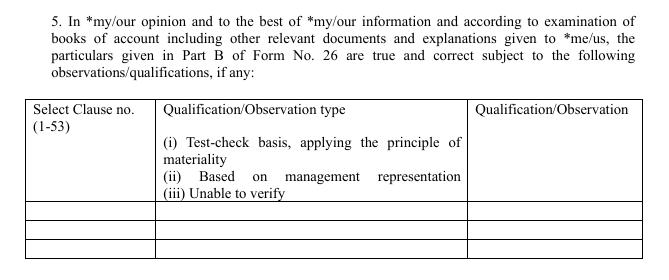 5. In *my/our opinion and to the best of *my/our information and according to examination of
books of account including other relevant documents and explanations given to *me/us, the
particulars given in Part B of Form No. 26 are true and correct subject to the following
observations/qualifications, if any:
Select Clause no.
(1-53)
Qualification/Observation type
(i) Test-check basis, applying the principle of
materiality
(ii) Based on management representation
(iii) Unable to verify
Qualification/Observation